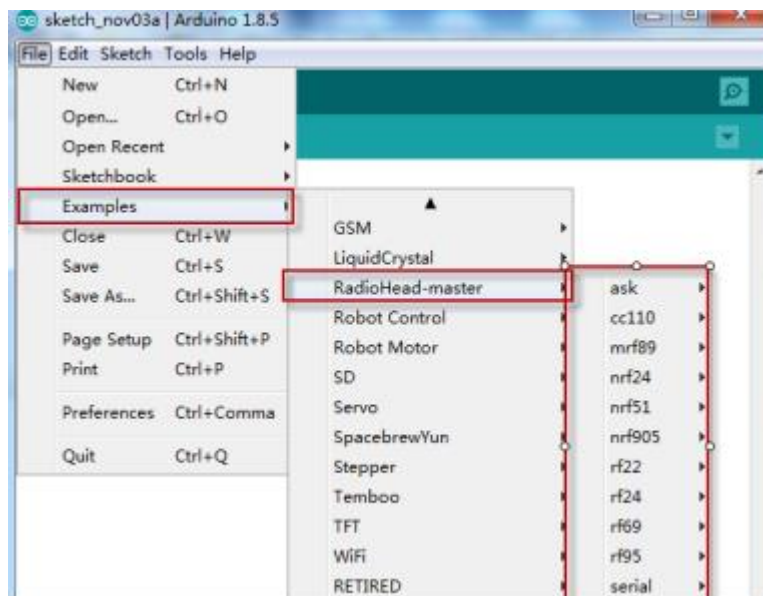 sketch_nov03a | Arduino 1.8.5
File Edit Sketch Tools Help
New Ctrl+N
Open... Ctrl+O
Open Recent
Sketchbook
Examples
Close Ctrl+W
Save Ctrl+S
Save As... Ctrl+Shift+S
Page Setup Ctrl+Shift+P
Print Ctrl+P
Preferences Ctrl+Comma
Quit Ctrl+Q
GSM
LiquidCrystal
RadioHead-master
Robot Control
Robot Motor
SD
Servo
SpacebrewYun
Stepper
Temboo
TFT
WiFi
RETIRED
ask
cc110
mrf89
nrf24
nrf51
nrf905
rf22
rf24
rf69
rf95
serial